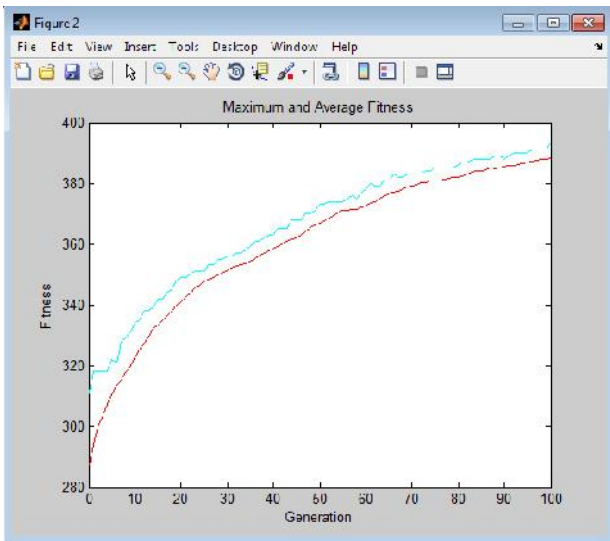 Figure 2
File Edit View Insert Tools Desktop Window Help
Maximum and Average Fitness
400
380
360
340
320
300
280
Fitness
0 10 20 30 40 50 60 70 80 90 100
Generation